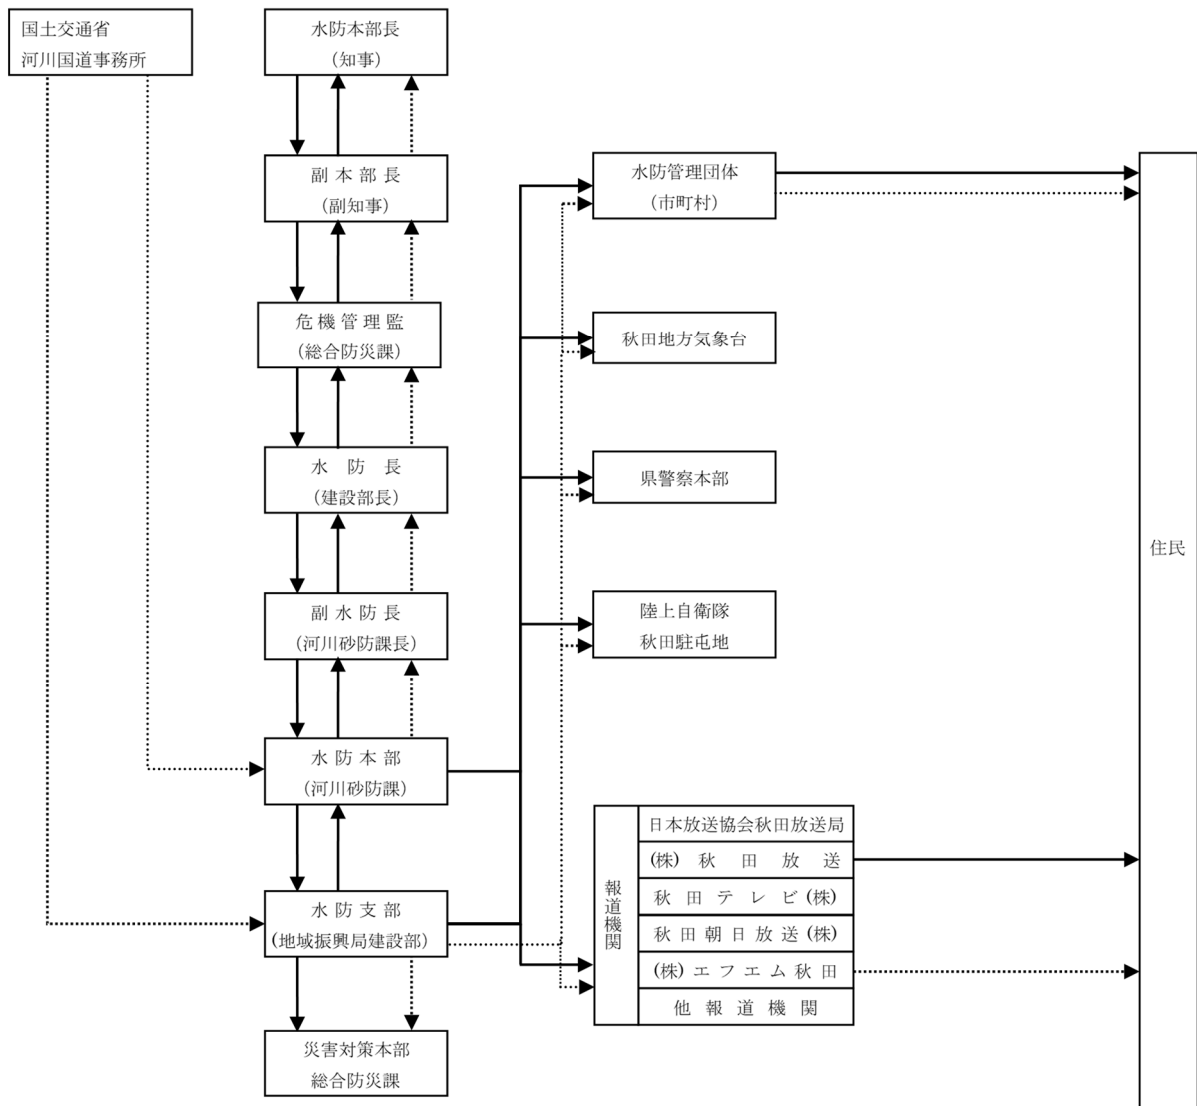 国土交通省
河川国道事務所
水防本部長
(知事)
副本部長
(副知事)
危機管理監
(総合防災課)
水防長
(建設部長)
副水防長
(河川砂防課長)
水防本部
(河川砂防課)
水防支部
(地域振興局建設部)
災害対策本部
総合防災課
水防管理団体
(市町村)
秋田地方気象台
県警察本部
陸上自衛隊
秋田駐屯地
報道機関
日本放送協会秋田放送局
(株)秋田放送
秋田テレビ(株)
秋田朝日放送(株)
(株)エフエム秋田
他報道機関
住民